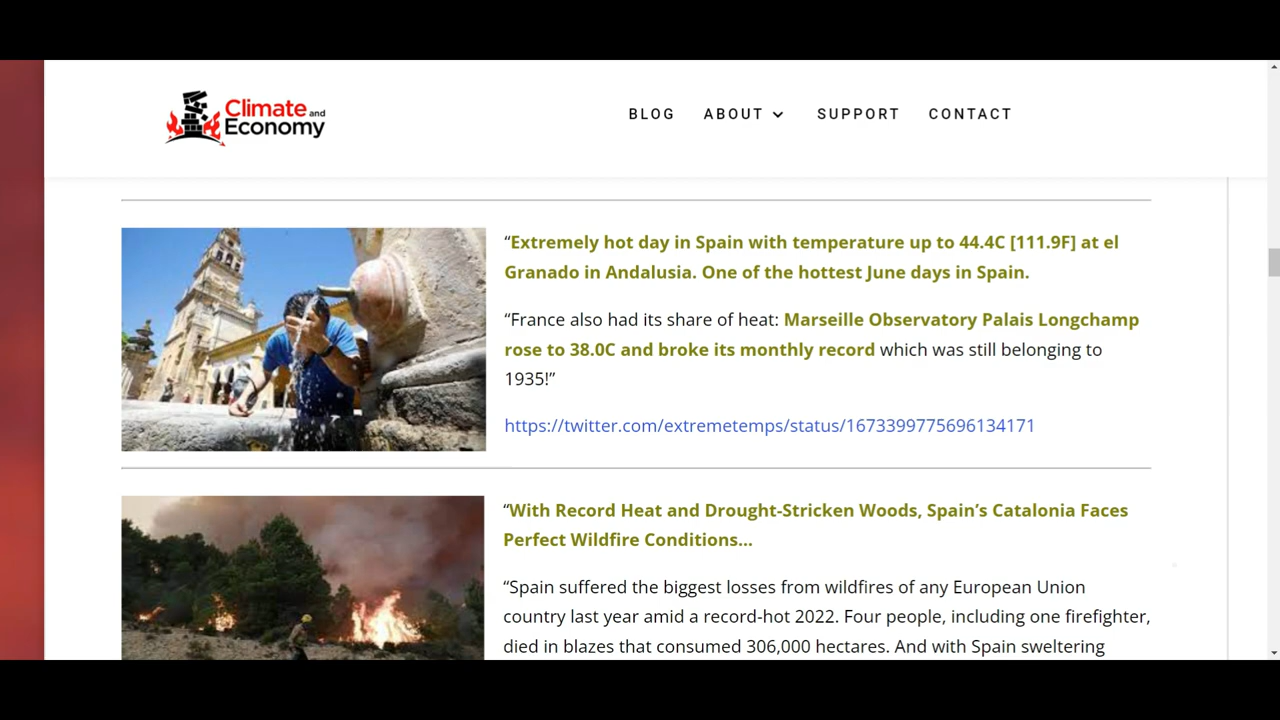 Climate and
Economy
BLOG ABOUT SUPPORT CONTACT
“Extremely hot day in Spain with temperature up to 44.4C [111.9F] at el
Granado in Andalusia. One of the hottest June days in Spain.
“France also had its share of heat: Marseille Observatory Palais Longchamp
rose to 38.0C and broke its monthly record which was still belonging to
1935!”
https://twitter.com/extremetemps/status/1673399775696134171
“With Record Heat and Drought-Stricken Woods, Spain’s Catalonia Faces
Perfect Wildfire Conditions…
“Spain suffered the biggest losses from wildfires of any European Union
country last year amid a record-hot 2022. Four people, including one firefighter,
died in blazes that consumed 306,000 hectares. And with Spain sweltering